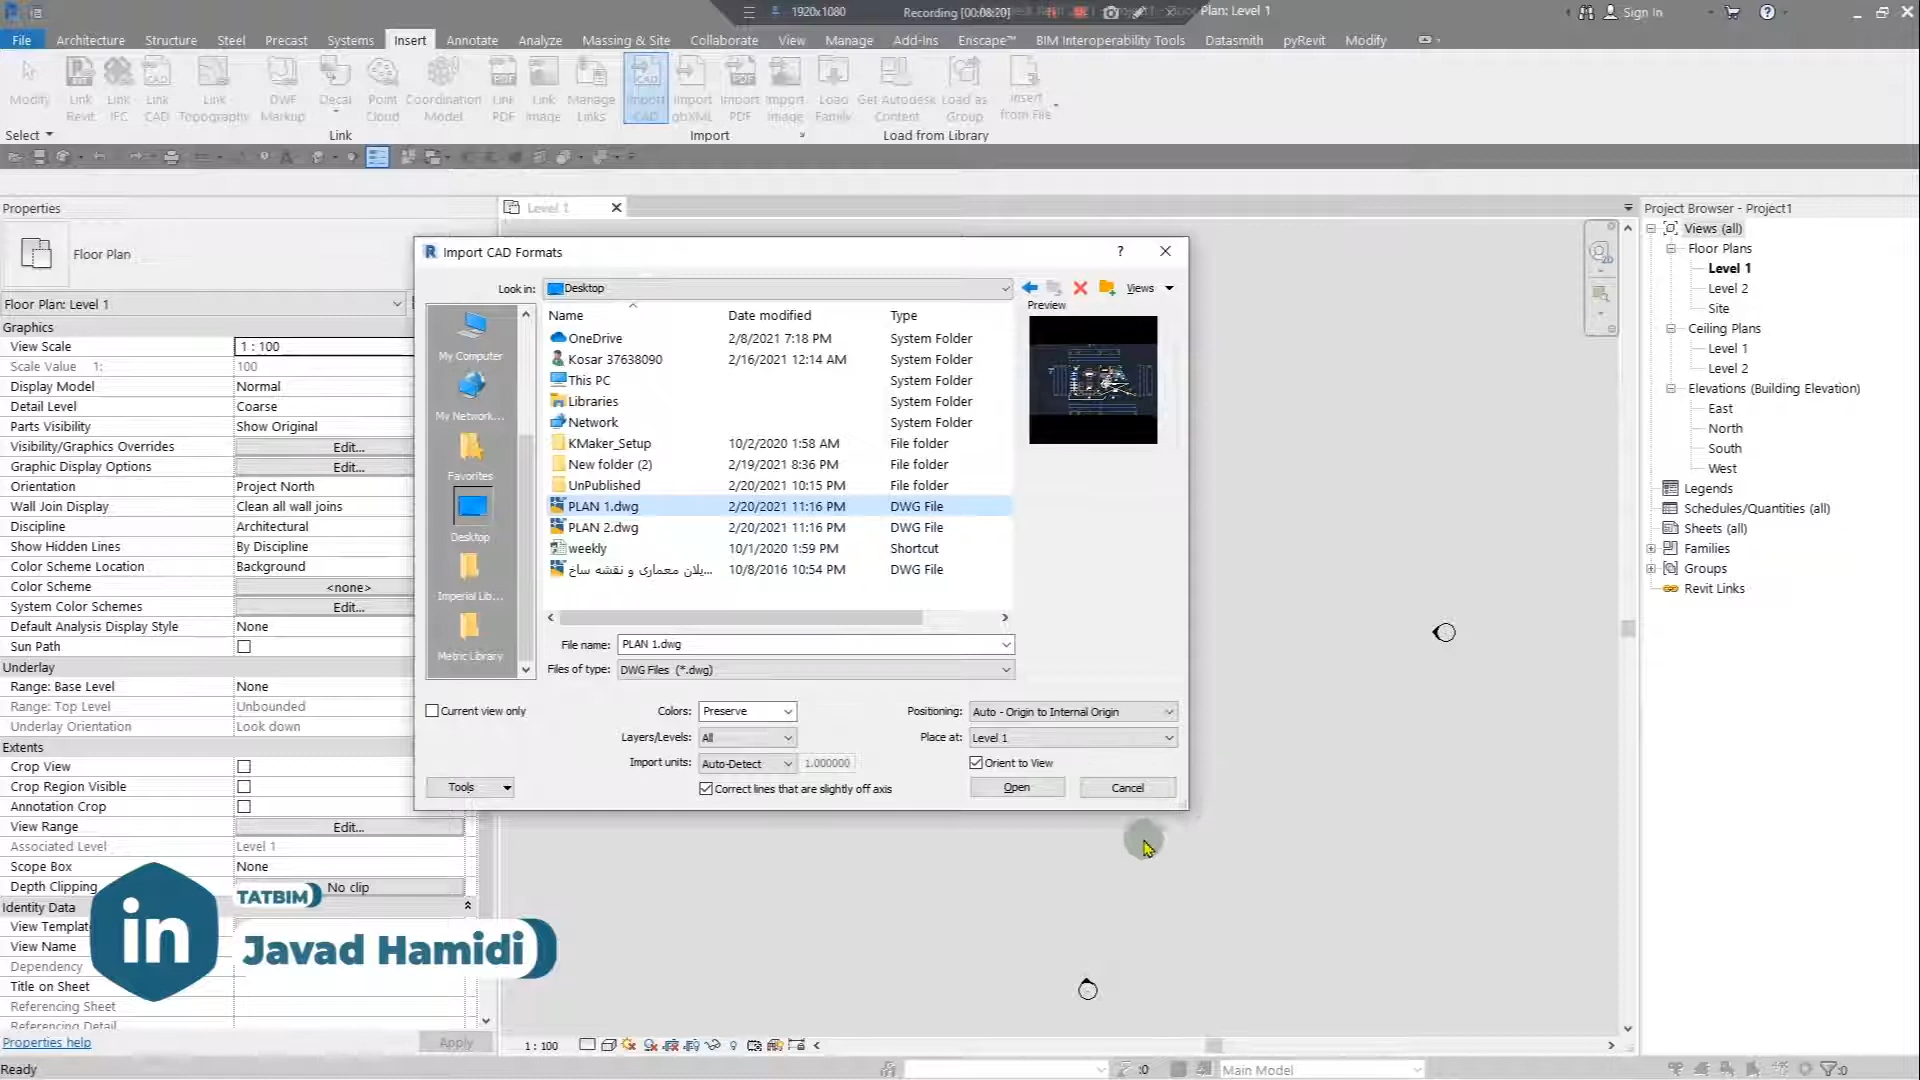 1920x1080
Recording [00:08:20]
Plan: Level 1
Sign In
File Architecture Structure Steel Precast Systems Insert Annotate Analyze Massing & Site Collaborate View Manage Add-Ins Enscape™ BIM Interoperability Tools Datasmith pyRevit Modify
Modify
Link Revit
Link IFC
Link CAD
Link Topography
DWF Markup
Decal
Point Cloud
Coordination Model
Link PDF
Link Image
Manage Links
Import CAD
Import gbXML
Import PDF
Import Image
Load Family
Get Autodesk Content
Load as Group
Insert from File
Select
Link
Import
Load from Library
Properties
Floor Plan
Floor Plan: Level 1
Graphics
View Scale 1 : 100
Scale Value 1: 100
Display Model Normal
Detail Level Coarse
Parts Visibility Show Original
Visibility/Graphics Overrides Edit...
Graphic Display Options Edit...
Orientation Project North
Wall Join Display Clean all wall joins
Discipline Architectural
Show Hidden Lines By Discipline
Color Scheme Location Background
Color Scheme <none>
System Color Schemes Edit...
Default Analysis Display Style None
Sun Path
Underlay
Range: Base Level None
Range: Top Level Unbounded
Underlay Orientation Look down
Extents
Crop View
Crop Region Visible
Annotation Crop
View Range Edit...
Associated Level Level 1
Scope Box None
Depth Clipping No clip
Identity Data
View Templat
View Name
Dependency
Title on Sheet
Referencing Sheet
Referencing Detail
Properties help Apply
Ready
in
TATBIM
Javad Hamidi
Level 1
Import CAD Formats
Look in: Desktop
Views
Preview
My Computer
My Network...
Favorites
Desktop
Imperial Lib...
Metric Library
Name Date modified Type
OneDrive 2/8/2021 7:18 PM System Folder
Kosar 37638090 2/16/2021 12:14 AM System Folder
This PC System Folder
Libraries System Folder
Network System Folder
KMaker_Setup 10/2/2020 1:58 AM File folder
New folder (2) 2/19/2021 8:36 PM File folder
UnPublished 2/20/2021 10:15 PM File folder
PLAN 1.dwg 2/20/2021 11:16 PM DWG File
PLAN 2.dwg 2/20/2021 11:16 PM DWG File
weekly 10/1/2020 1:59 PM Shortcut
پلان معماری و نقشه ساخ... 10/8/2016 10:54 PM DWG File
File name: PLAN 1.dwg
Files of type: DWG Files (*.dwg)
Current view only
Colors: Preserve
Positioning: Auto - Origin to Internal Origin
Layers/Levels: All
Place at: Level 1
Import units: Auto-Detect 1.000000
Orient to View
Tools
Correct lines that are slightly off axis
Open
Cancel
Project Browser - Project1
Views (all)
Floor Plans
Level 1
Level 2
Site
Ceiling Plans
Level 1
Level 2
Elevations (Building Elevation)
East
North
South
West
Legends
Schedules/Quantities (all)
Sheets (all)
Families
Groups
Revit Links
1 : 100
:0
Main Model
:0